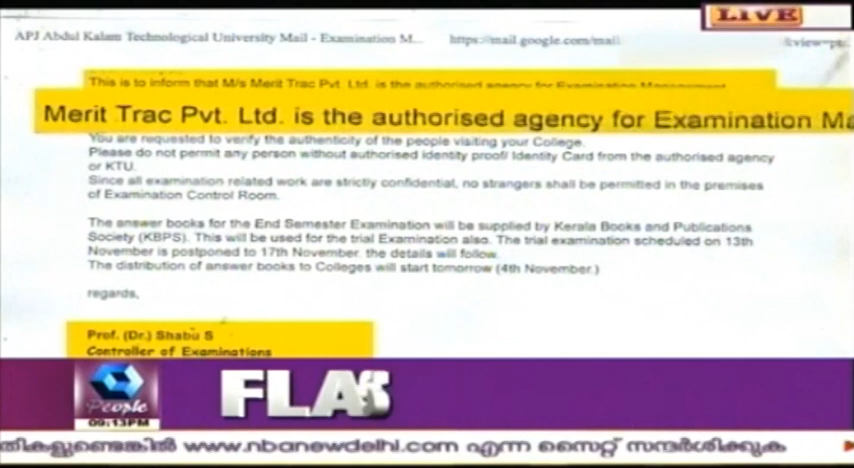 LIVE
APJ Abdul Kalam Technological University Mail - Examination M... https://mail.google.com/mail
This is to inform that M/s Merit Trac Pvt. Ltd. is the authorised agency for Examination Management
Merit Trac Pvt. Ltd. is the authorised agency for Examination Ma
You are requested to verify the authenticity of the people visiting your College.
Please do not permit any person without authorised identity proof/ Identity Card from the authorised agency
or KTU.
Since all examination related work are strictly confidential, no strangers shall be permitted in the premises
of Examination Control Room.
The answer books for the End Semester Examination will be supplied by Kerala Books and Publications
Society (KBPS). This will be used for the trial Examination also. The trial examination scheduled on 13th
November is postponed to 17th November. the details will follow.
The distribution of answer books to Colleges will start tomorrow (4th November.)
regards,
Prof. (Dr.) Shabu S
Controller of Examinations
People
09:13PM
FLA
www.nbanewdelhi.com എന്ന സൈറ്റ് സന്ദർശിക്കുക